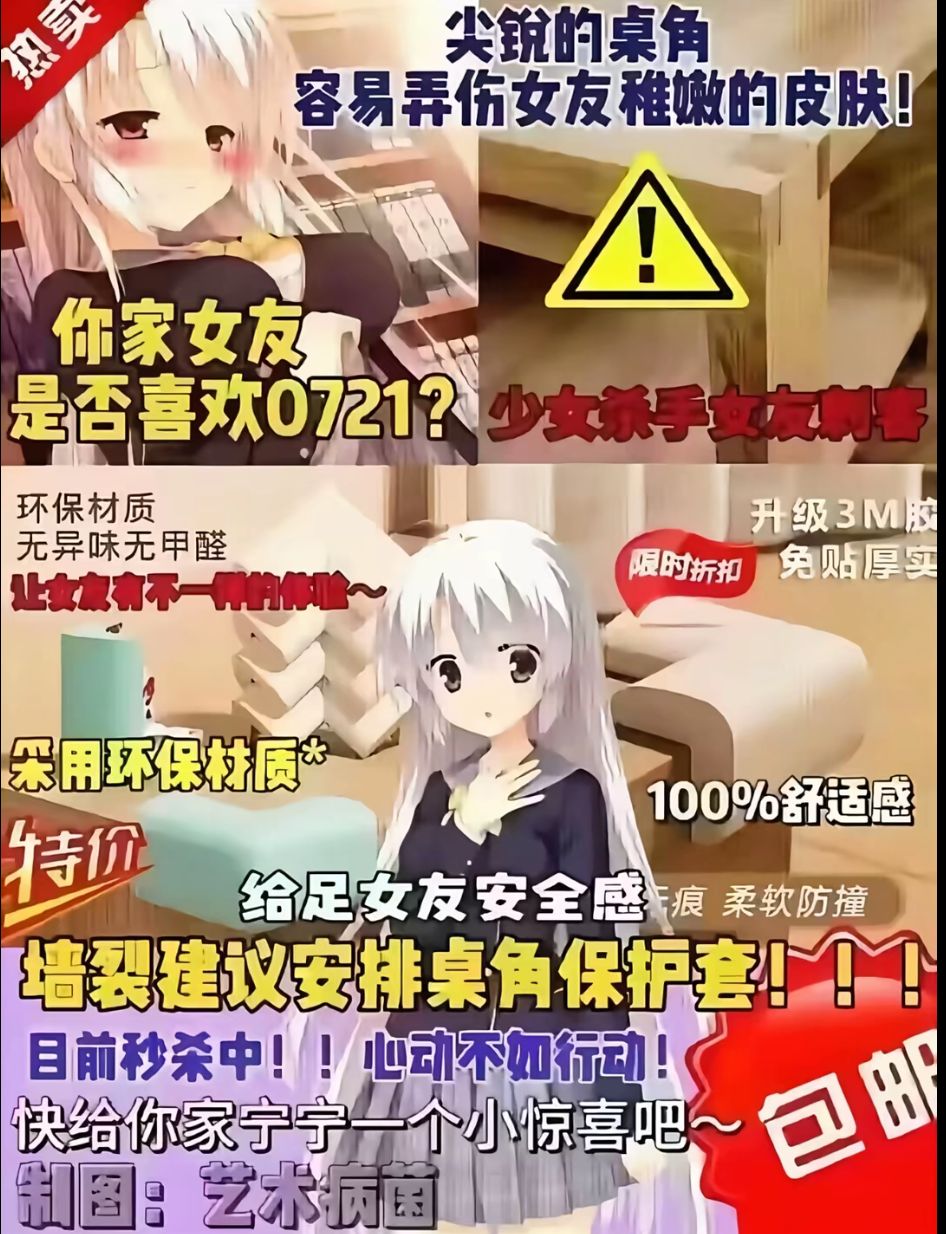 热卖
尖锐的桌角
容易弄伤女友稚嫩的皮肤!
你家女友
是否喜欢0721?
少女杀手女友刺客
环保材质
无异味无甲醛
让女友有不一样的体验~
升级3M胶
免贴厚实
限时折扣
采用环保材质*
100%舒适感
特价
给足女友安全感
无痕 柔软防撞
墙裂建议安排桌角保护套!!!
目前秒杀中!!心动不如行动!
快给你家宁宁一个小惊喜吧~
包邮
制图:艺术病菌